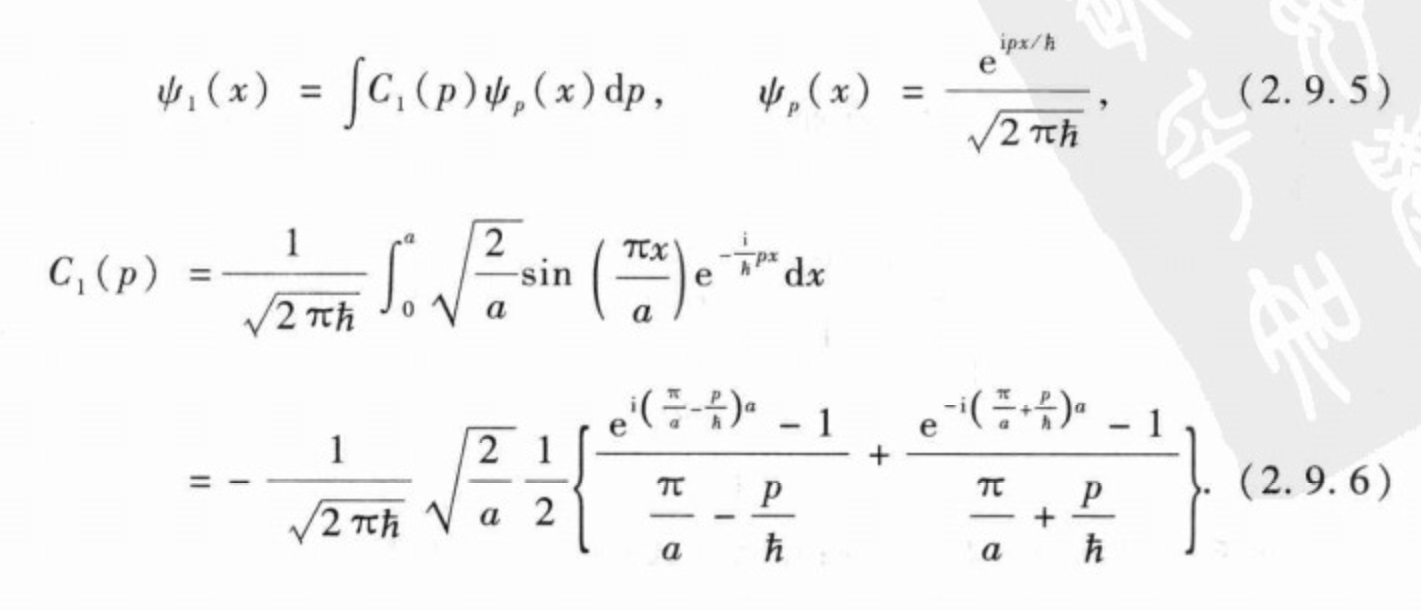 ψ₁(x) = ∫C₁(p)ψₚ(x)dp, ψₚ(x) = e^{ipx/ħ}/√(2πħ), (2.9.5)
C₁(p) = 1/√(2πħ) ∫₀^a √(2/a) sin(πx/a) e^{-(i/ħ)px} dx
= -1/√(2πħ) √(2/a) 1/2 {(e^{i(π/a-p/ħ)a} - 1)/(π/a - p/ħ) + (e^{-i(π/a+p/ħ)a} - 1)/(π/a + p/ħ)}. (2.9.6)